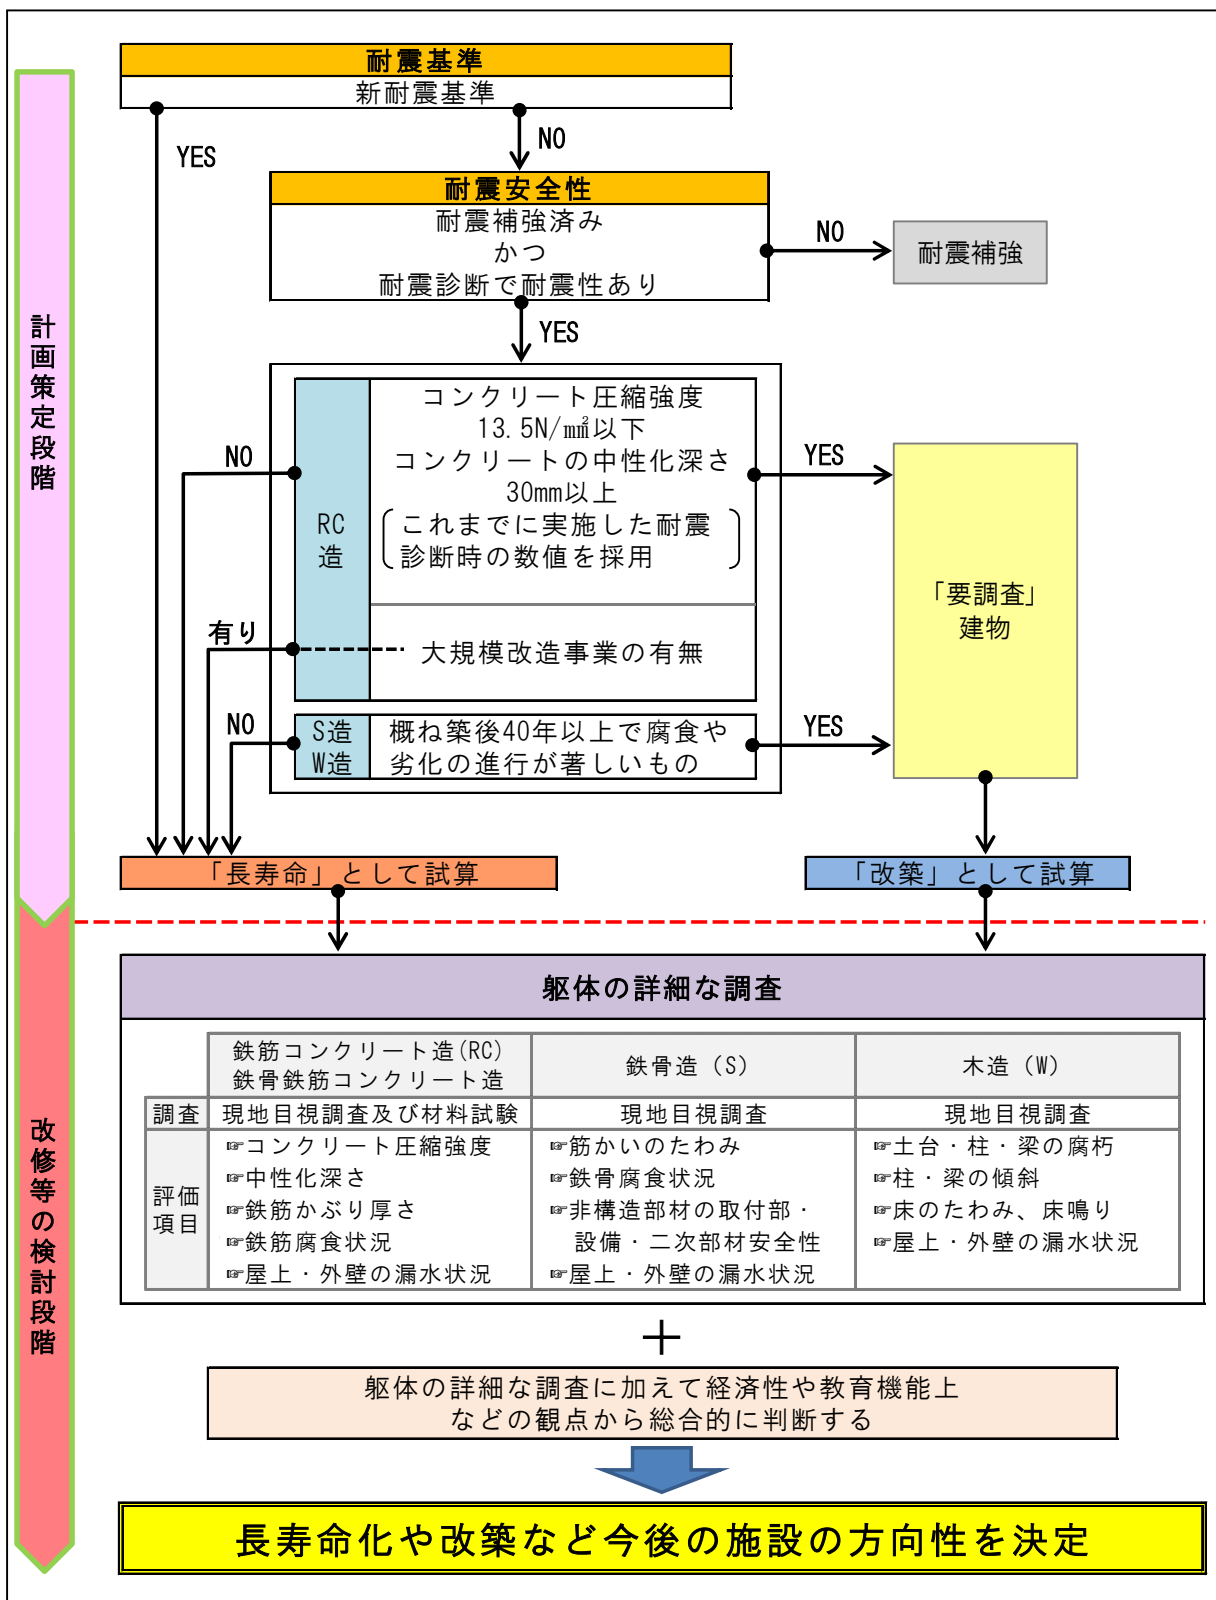 耐震基準
新耐震基準
YES
NO
耐震安全性
耐震補強済み
かつ
耐震診断で耐震性あり
NO
耐震補強
YES
計画策定段階
RC
造
コンクリート圧縮強度
13.5N/㎟以下
コンクリートの中性化深さ
30mm以上
これまでに実施した耐震
診断時の数値を採用
NO
YES
有り
大規模改造事業の有無
「要調査」
建物
S造
W造
概ね築後40年以上で腐食や
劣化の進行が著しいもの
NO
YES
「長寿命」として試算
「改築」として試算
改修等の検討段階
躯体の詳細な調査
鉄筋コンクリート造(RC)
鉄骨鉄筋コンクリート造
鉄骨造（S）
木造（W）
調査
現地目視調査及び材料試験
現地目視調査
現地目視調査
評価
項目
☞コンクリート圧縮強度
☞中性化深さ
☞鉄筋かぶり厚さ
☞鉄筋腐食状況
☞屋上・外壁の漏水状況
☞筋かいのたわみ
☞鉄骨腐食状況
☞非構造部材の取付部・
設備・二次部材安全性
☞屋上・外壁の漏水状況
☞土台・柱・梁の腐朽
☞柱・梁の傾斜
☞床のたわみ、床鳴り
☞屋上・外壁の漏水状況
＋
躯体の詳細な調査に加えて経済性や教育機能上
などの観点から総合的に判断する
長寿命化や改築など今後の施設の方向性を決定